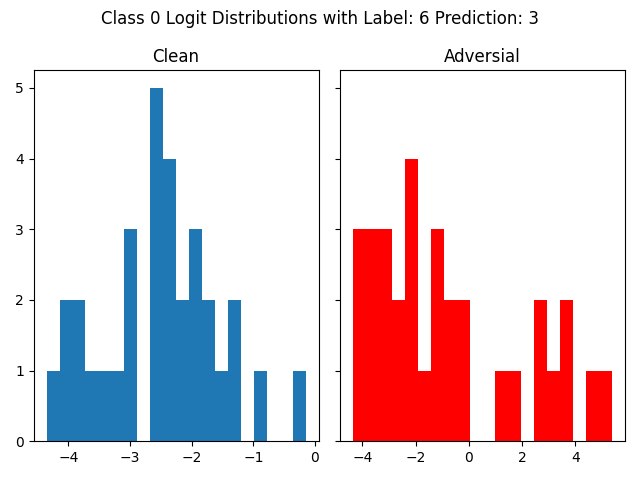 Class 0 Logit Distributions with Label: 6 Prediction: 3
Clean
Adversial
5
4
3
2
1
0
−4 −3 −2 −1 0
−4 −2 0 2 4